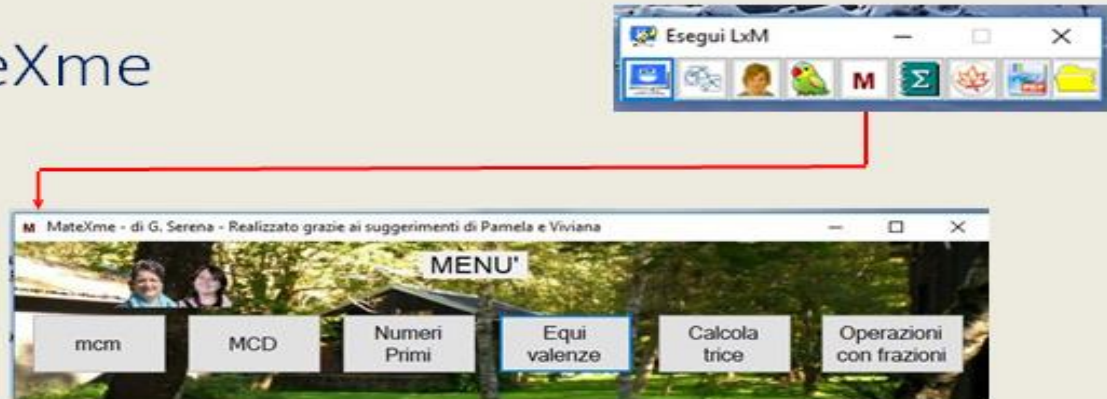 eXme
Esegui LxM
M
Σ
PDF
M MateXme - di G. Serena - Realizzato grazie ai suggerimenti di Pamela e Viviana
MENU'
mcm
MCD
Numeri
Primi
Equi
valenze
Calcola
trice
Operazioni
con frazioni